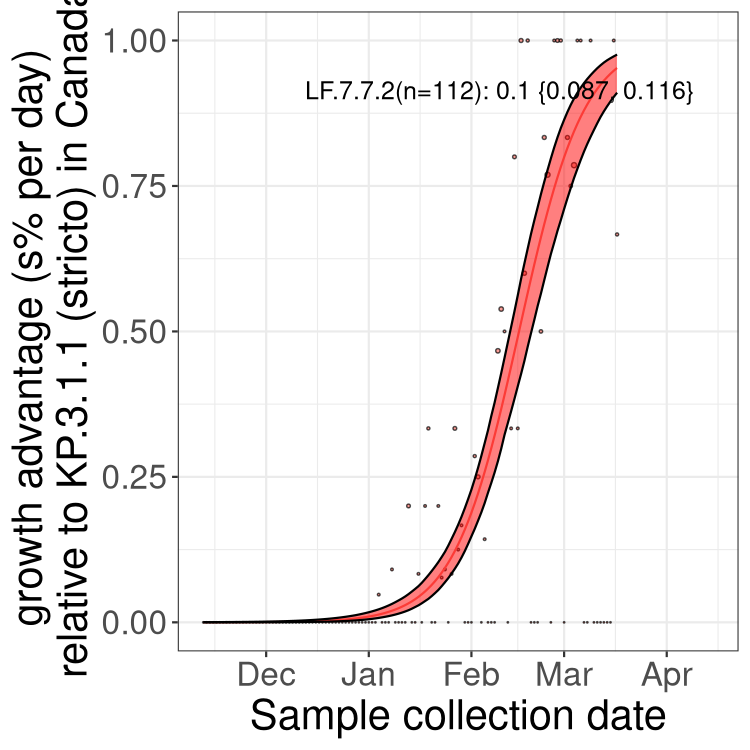 growth advantage (s% per day)
relative to KP.3.1.1 (stricto) in Canada
1.00
0.75
0.50
0.25
0.00
LF.7.7.2(n=112): 0.1 {0.087, 0.116}
Dec Jan Feb Mar Apr
Sample collection date